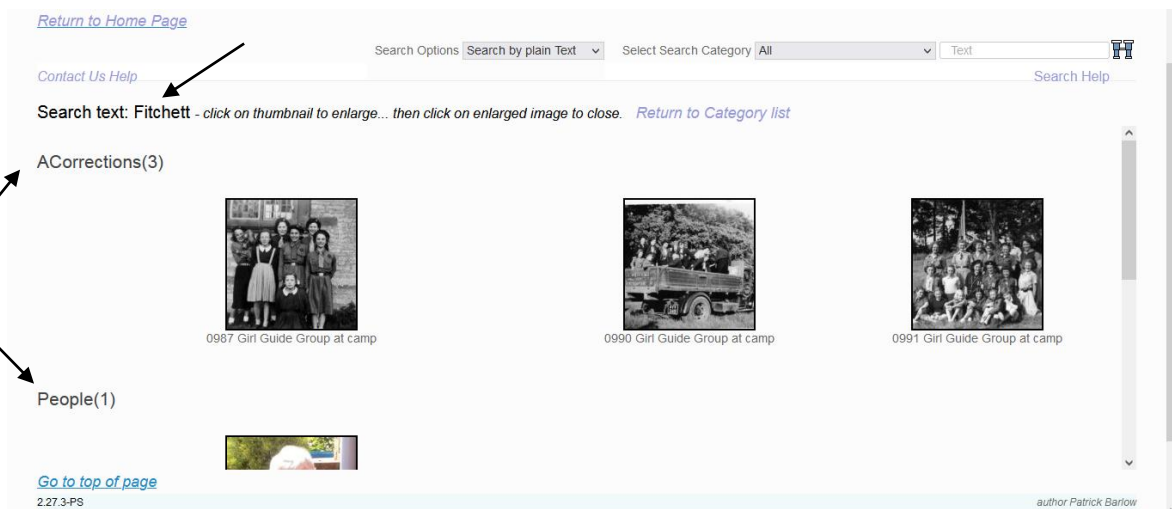 Return to Home Page
Search Options Search by plain Text Select Search Category All Text
Contact Us Help Search Help
Search text: Fitchett - click on thumbnail to enlarge... then click on enlarged image to close. Return to Category list
ACorrections(3)
0987 Girl Guide Group at camp 0990 Girl Guide Group at camp 0991 Girl Guide Group at camp
People(1)
Go to top of page
2.27.3-PS author Patrick Barlow